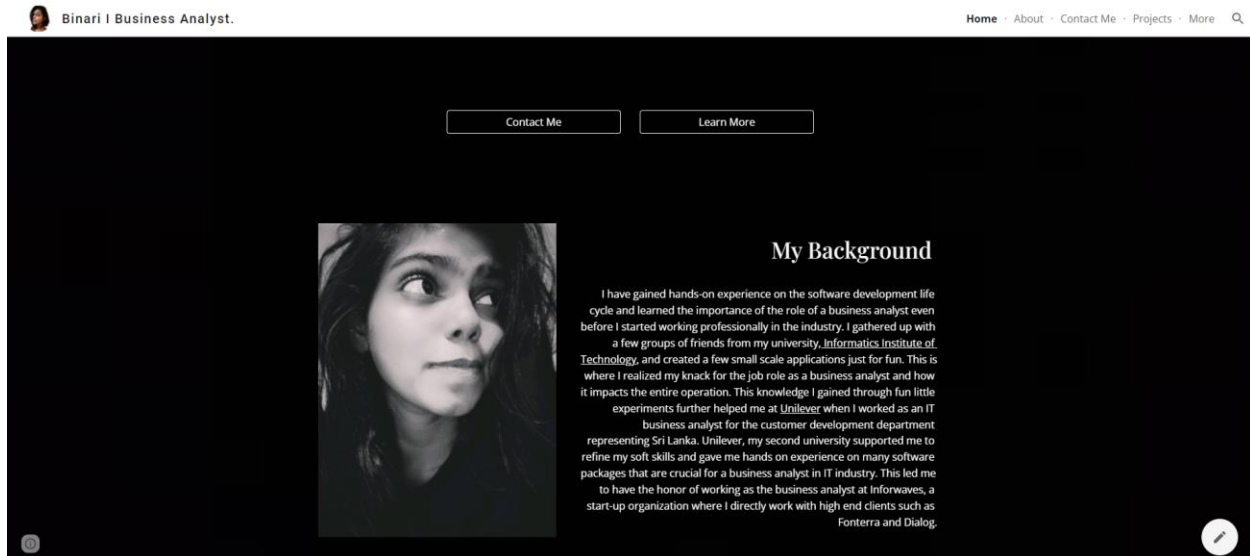 Binari I Business Analyst.
Home · About · Contact Me · Projects · More
Contact Me
Learn More
My Background
I have gained hands-on experience on the software development life
cycle and learned the importance of the role of a business analyst even
before I started working professionally in the industry. I gathered up with
a few groups of friends from my university, Informatics Institute of
Technology, and created a few small scale applications just for fun. This is
where I realized my knack for the job role as a business analyst and how
it impacts the entire operation. This knowledge I gained through fun little
experiments further helped me at Unilever when I worked as an IT
business analyst for the customer development department
representing Sri Lanka. Unilever, my second university supported me to
refine my soft skills and gave me hands on experience on many software
packages that are crucial for a business analyst in IT industry. This led me
to have the honor of working as the business analyst at Inforwaves, a
start-up organization where I directly work with high end clients such as
Fonterra and Dialog.